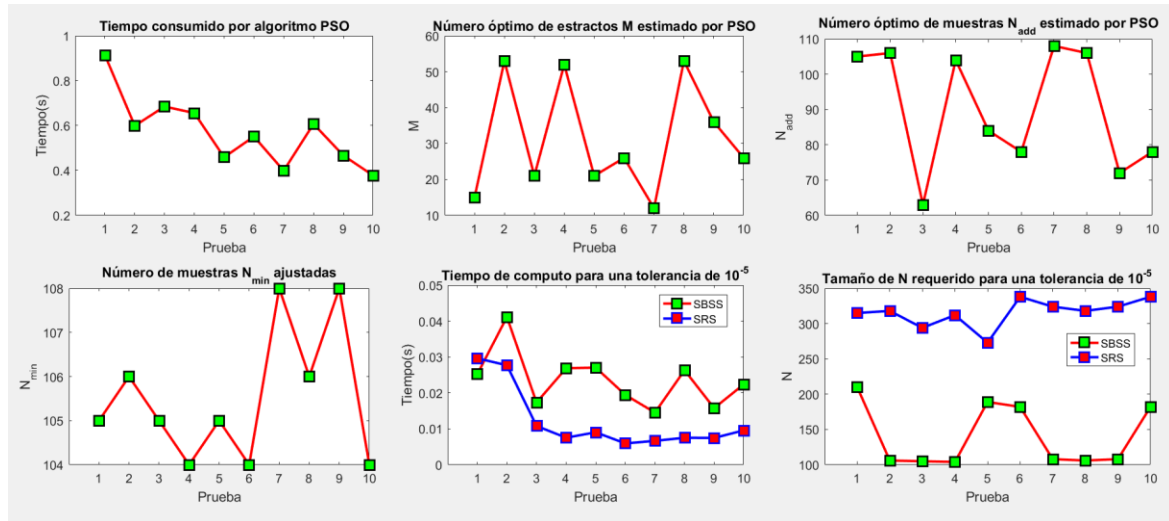 Tiempo consumido por algoritmo PSO
1
0.8
0.6
0.4
0.2
Tiempo(s)
1 2 3 4 5 6 7 8 9 10
Prueba
Número óptimo de estractos M estimado por PSO
60
50
40
30
20
10
M
1 2 3 4 5 6 7 8 9 10
Prueba
Número óptimo de muestras N_add estimado por PSO
110
100
90
80
70
60
N_add
1 2 3 4 5 6 7 8 9 10
Prueba
Número de muestras N_min ajustadas
108
107
106
105
104
N_min
1 2 3 4 5 6 7 8 9 10
Prueba
Tiempo de computo para una tolerancia de 10^-5
0.05
0.04
0.03
0.02
0.01
0
Tiempo(s)
SBSS
SRS
1 2 3 4 5 6 7 8 9 10
Prueba
Tamaño de N requerido para una tolerancia de 10^-5
350
300
250
200
150
100
N
SBSS
SRS
1 2 3 4 5 6 7 8 9 10
Prueba